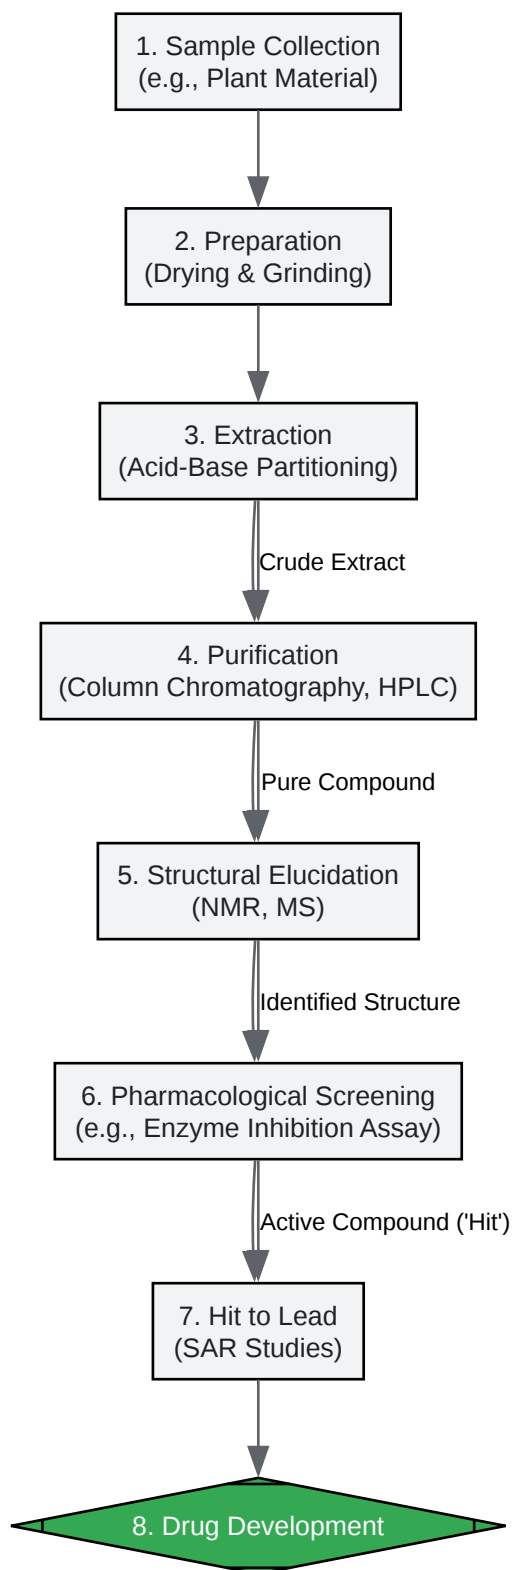 1. Sample Collection
(e.g., Plant Material)
2. Preparation
(Drying & Grinding)
3. Extraction
(Acid-Base Partitioning)
Crude Extract
4. Purification
(Column Chromatography, HPLC)
Pure Compound
5. Structural Elucidation
(NMR, MS)
Identified Structure
6. Pharmacological Screening
(e.g., Enzyme Inhibition Assay)
Active Compound ('Hit')
7. Hit to Lead
(SAR Studies)
8. Drug Development